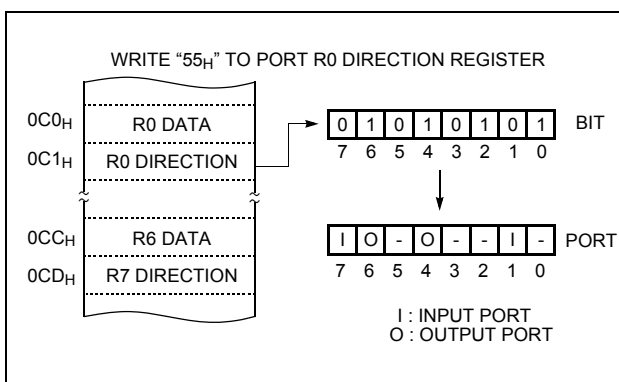 WRITE “55H” TO PORT R0 DIRECTION REGISTER
0C0H R0 DATA 0 1 0 1 0 1 0 1 BIT
0C1H R0 DIRECTION 7 6 5 4 3 2 1 0
0CCH R6 DATA I O - O - - I - PORT
0CDH R7 DIRECTION 7 6 5 4 3 2 1 0
I : INPUT PORT
O : OUTPUT PORT